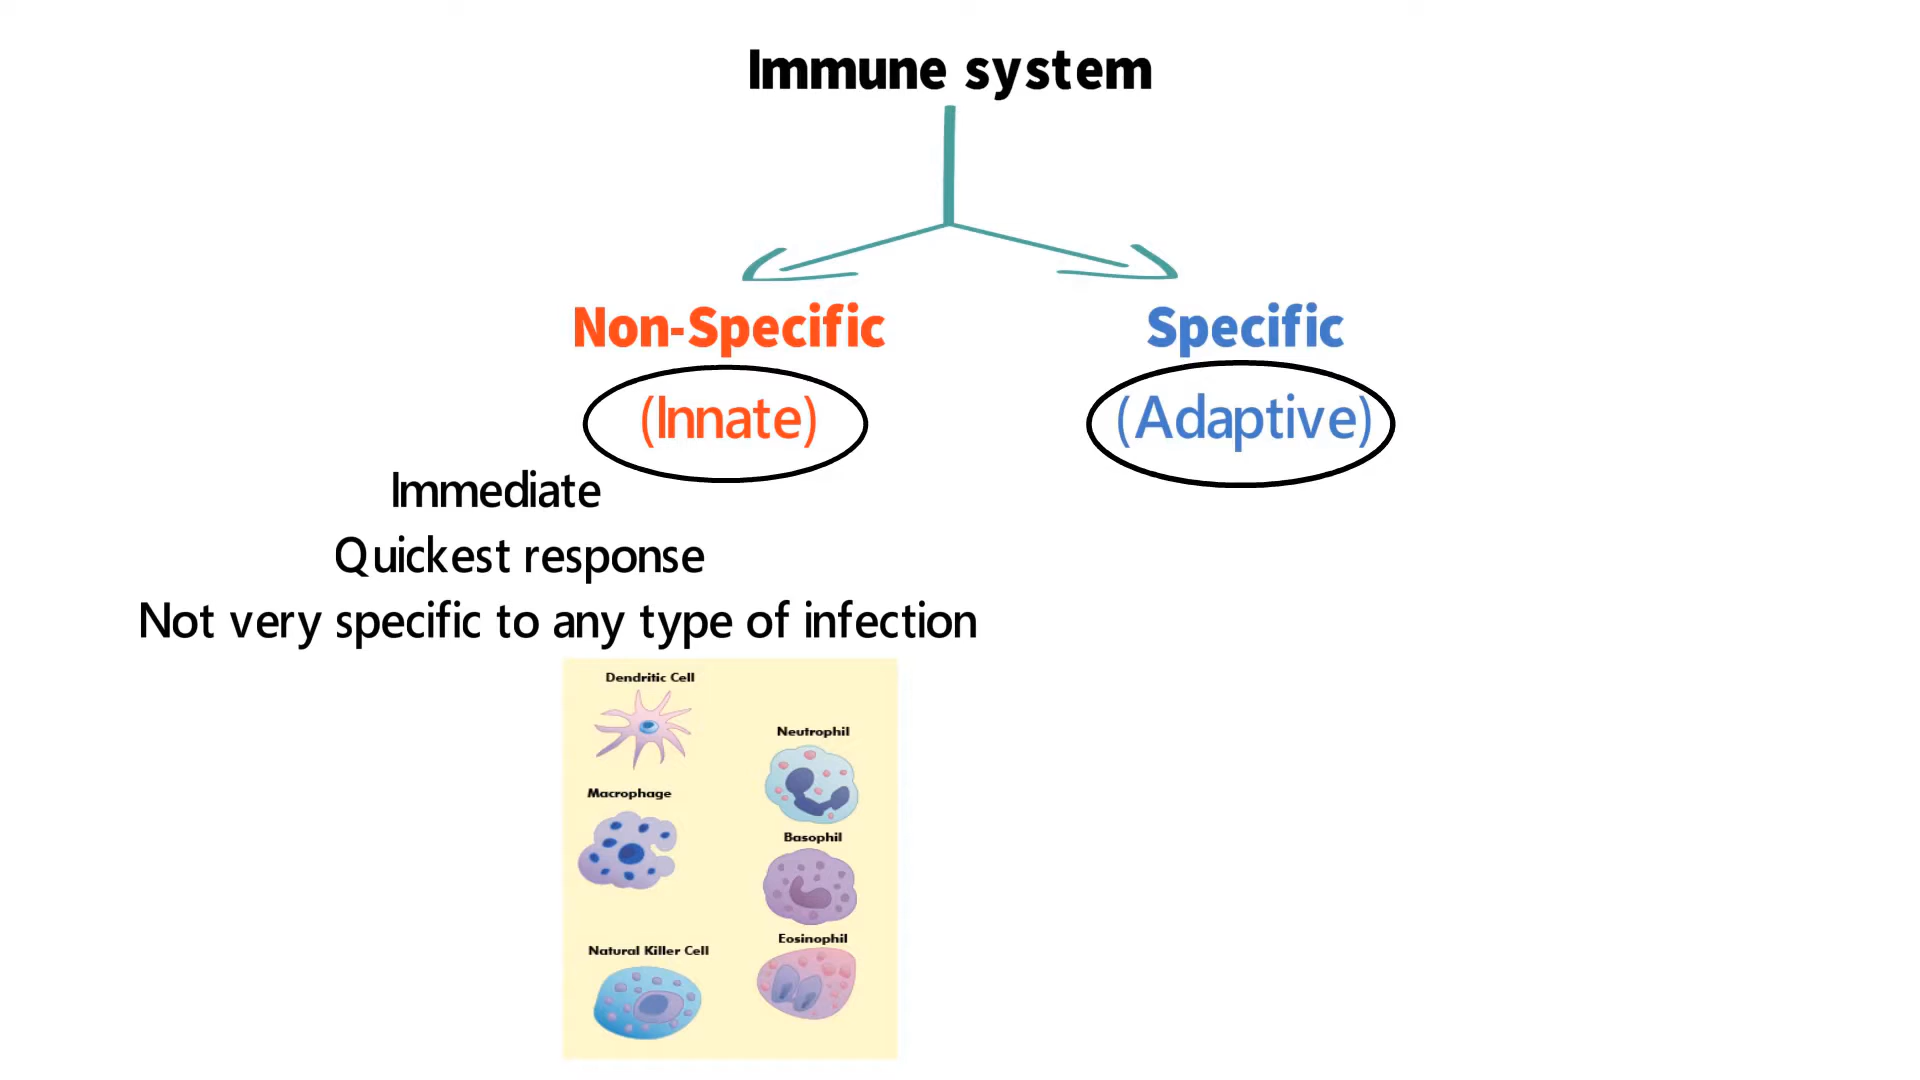 Immune system
Non-Specific
(Innate)
Specific
(Adaptive)
Immediate
Quickest response
Not very specific to any type of infection
Dendritic Cell
Neutrophil
Macrophage
Basophil
Eosinophil
Natural Killer Cell